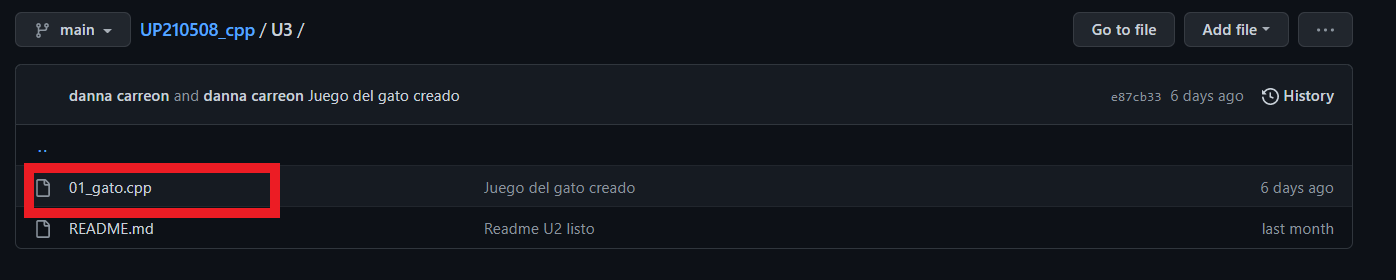 main UP210508_cpp / U3 / Go to file Add file ...
danna carreon and danna carreon Juego del gato creado e87cb33 6 days ago History
..
01_gato.cpp Juego del gato creado 6 days ago
README.md Readme U2 listo last month